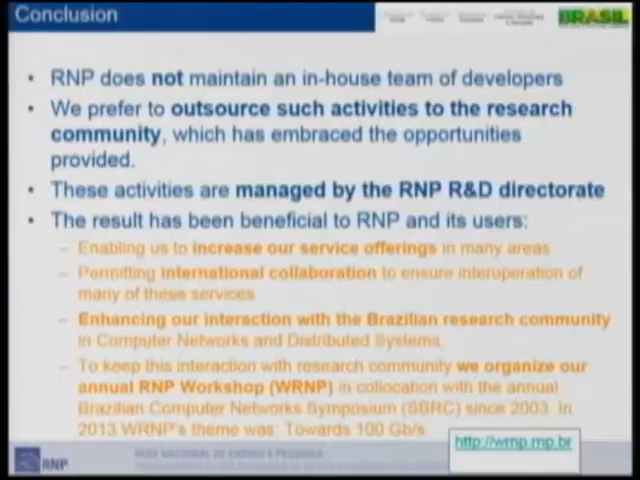 Conclusion
BRASIL
• RNP does not maintain an in-house team of developers
• We prefer to outsource such activities to the research
community, which has embraced the opportunities
provided.
• These activities are managed by the RNP R&D directorate
• The result has been beneficial to RNP and its users:
– Enabling us to increase our service offerings in many areas
– Permitting international collaboration to ensure interoperation of
many of these services
– Enhancing our interaction with the Brazilian research community
in Computer Networks and Distributed Systems,
– To keep this interaction with research community we organize our
annual RNP Workshop (WRNP) in collocation with the annual
Brazilian Computer Networks Symposium (SBRC) since 2003. In
2013 WRNP's theme was: Towards 100 Gb/s
http://wrnp.rnp.br
RNP
REDE NACIONAL DE ENSINO E PESQUISA